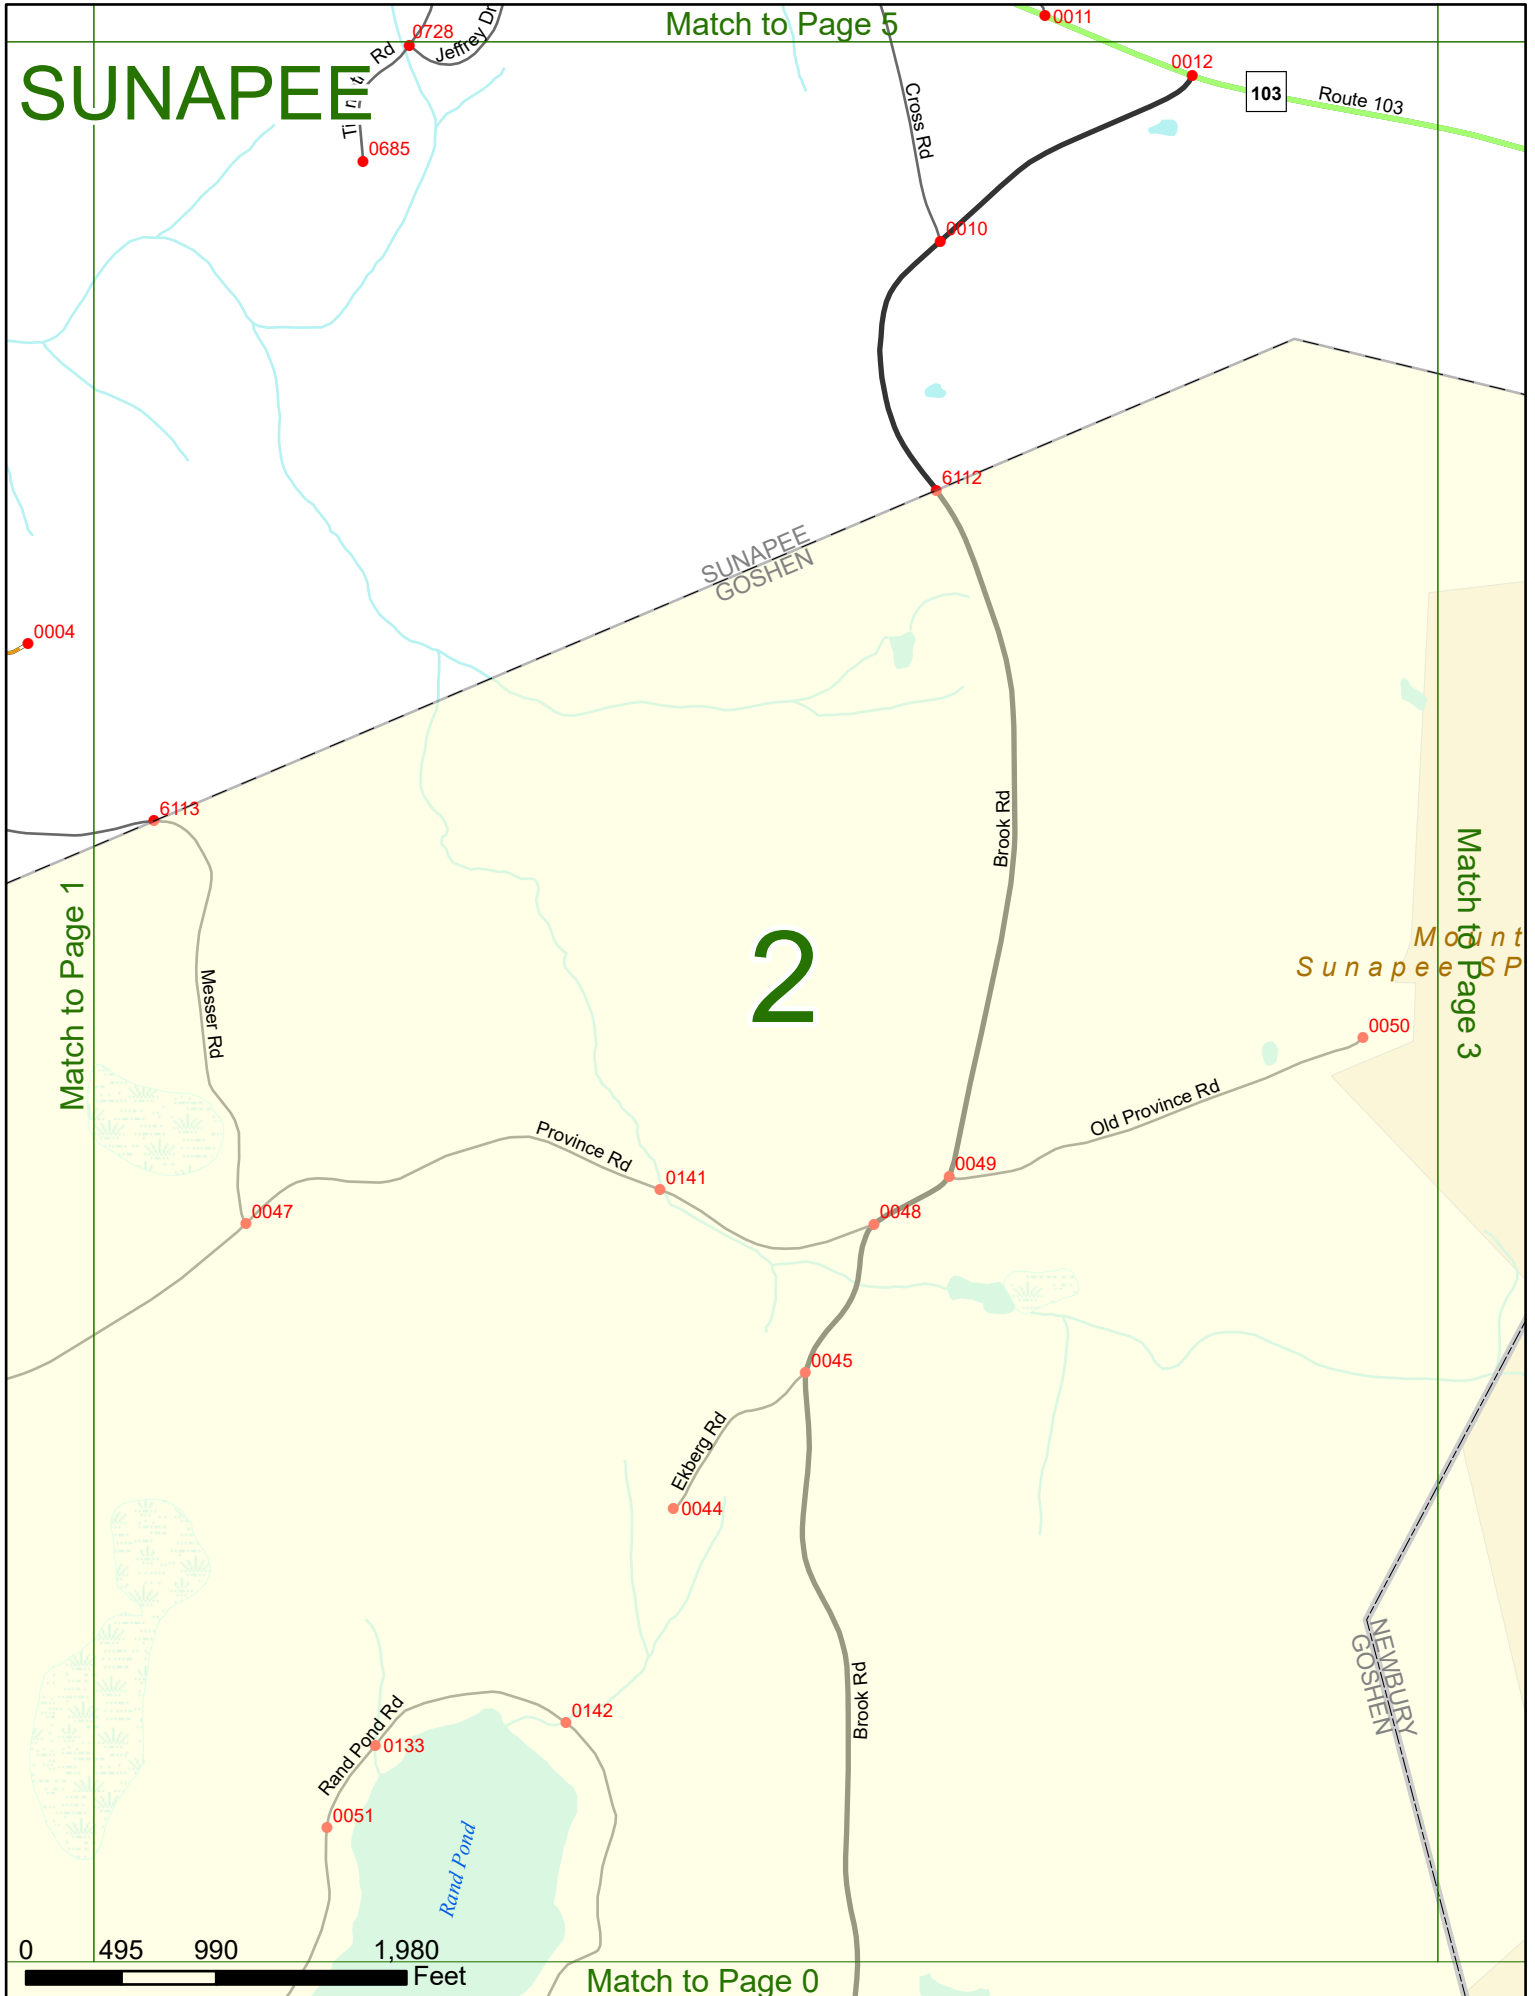 Match to Page 5
0011
0728
Jeffrey Dr
Rd
0012
103
Route 103
SUNAPEE
Cross Rd
0685
0010
6112
SUNAPEE
GOSHEN
0004
6113
Brook Rd
Match to Page 1
Match to Page 3
2
Mount
Sunapee SP
Messer Rd
0050
Old Province Rd
Province Rd
0141
0049
0047
0048
0045
Ekberg Rd
0044
NEWBURY
GOSHEN
Brook Rd
Rand Pond Rd
0142
0133
0051
Rand Pond
0 495 990 1,980
Feet
Match to Page 0